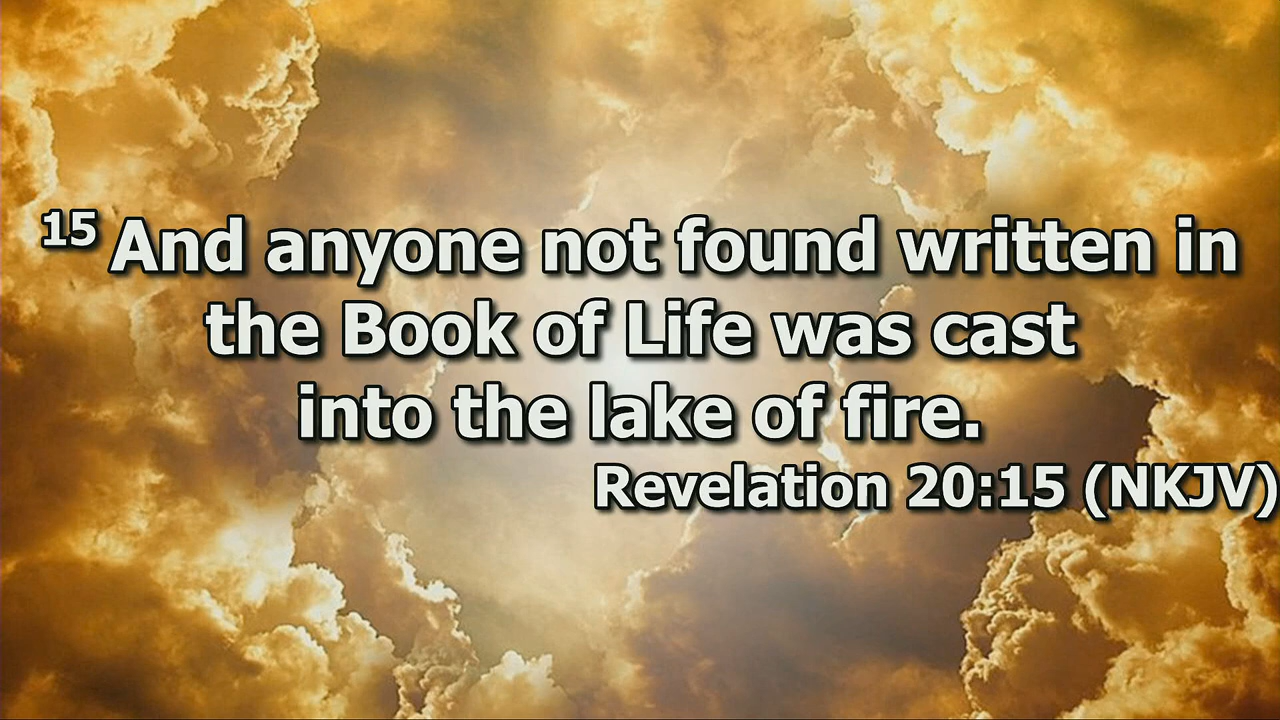 15 And anyone not found written in
the Book of Life was cast
into the lake of fire.
Revelation 20:15 (NKJV)